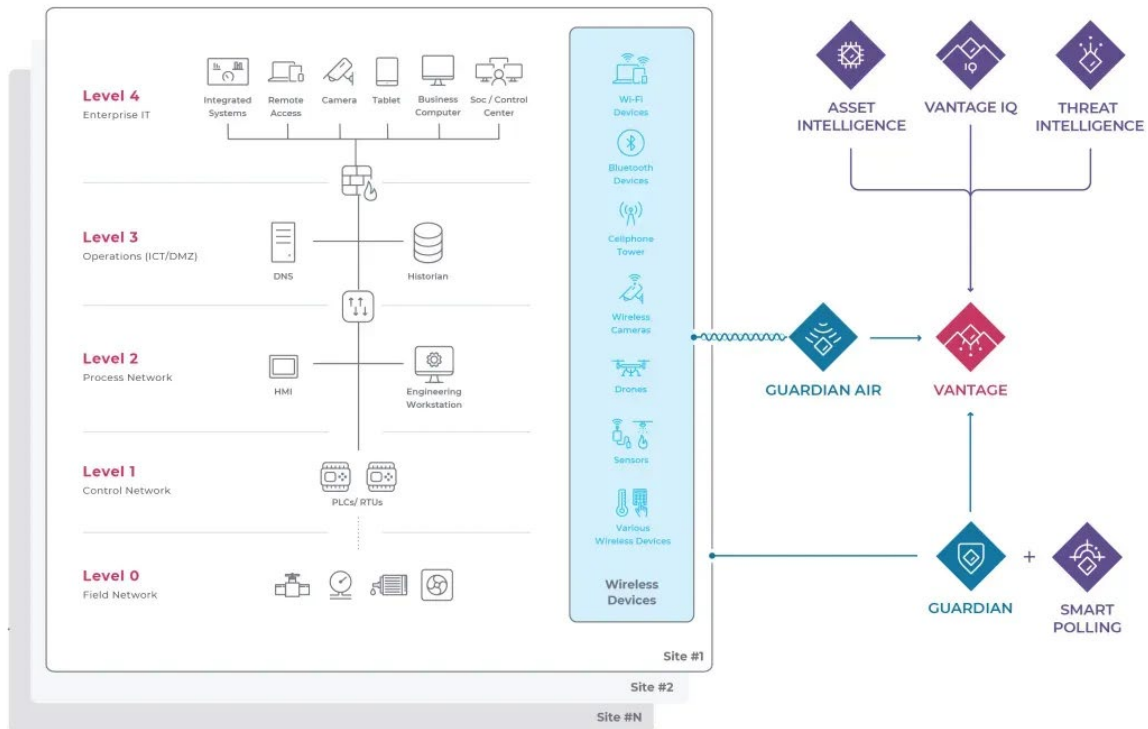 Level 4
Enterprise IT
Integrated
Systems
Remote
Access
Camera
Tablet
Business
Computer
Soc / Control
Center
Level 3
Operations (ICT/DMZ)
DNS
Historian
Level 2
Process Network
HMI
Engineering
Workstation
Level 1
Control Network
PLCs/ RTUs
Level 0
Field Network
Wi-Fi
Devices
Bluetooth
Devices
Cellphone
Tower
Wireless
Cameras
Drones
Sensors
Various
Wireless Devices
Wireless
Devices
Site #1
Site #2
Site #N
ASSET
INTELLIGENCE
IQ
VANTAGE IQ
THREAT
INTELLIGENCE
GUARDIAN AIR
VANTAGE
GUARDIAN
+
SMART
POLLING